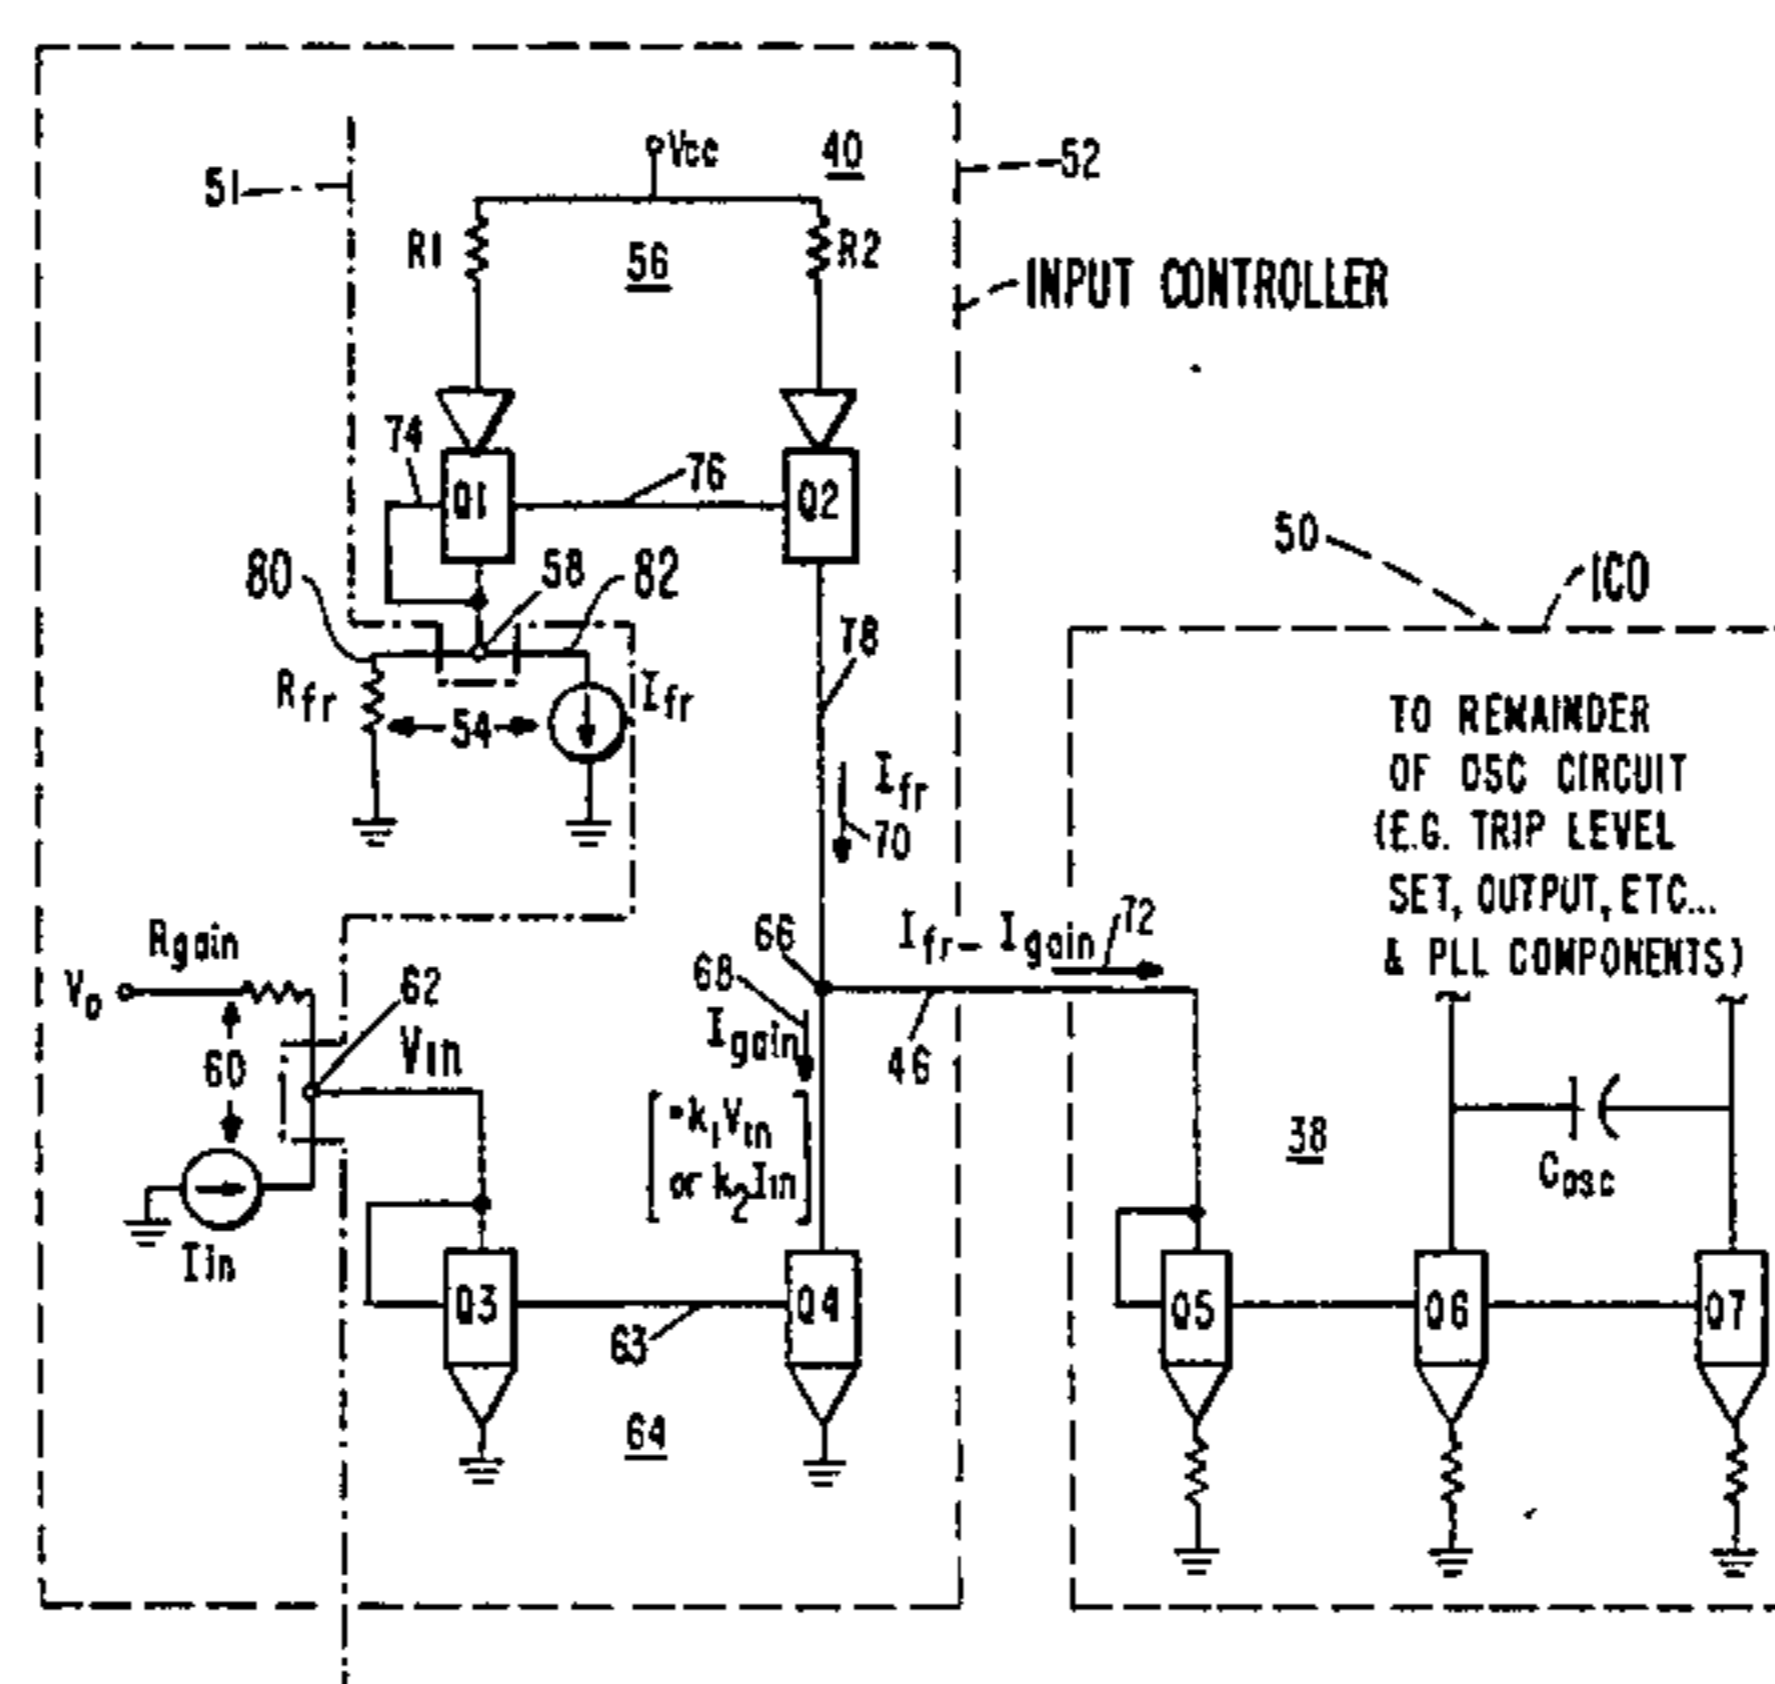 Vcc
40
52
51
R1
56
R2
INPUT CONTROLLER
74
Q1
76
Q2
50
ICO
80
58
82
Rfr
54
Ifr
78
TO REMAINDER
OF OSC CIRCUIT
(E.G. TRIP LEVEL
SET, OUTPUT, ETC...
& PLL COMPONENTS)
Ifr
70
Rgain
66
Ifr - Igain
72
Vo
62
68
60
Vin
Igain
46
=k1Vin
or k2Iin
38
Cosc
Iin
Q3
63
Q4
Q5
Q6
Q7
64